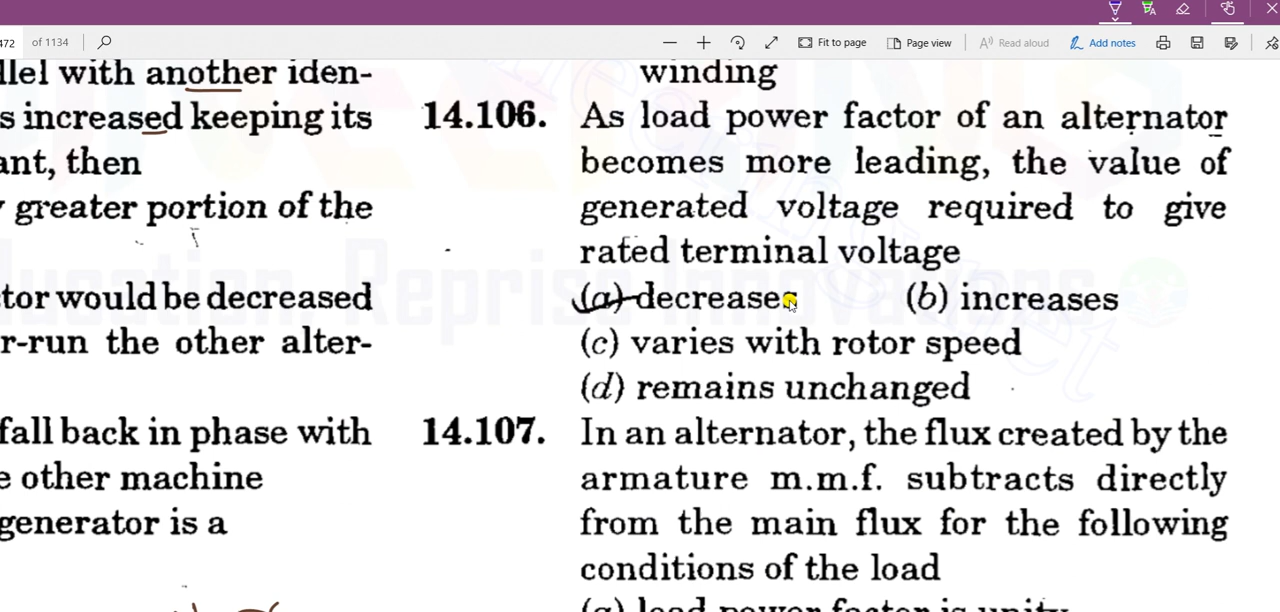 472 of 1134
Fit to page
Page view
Read aloud
Add notes
llel with another iden-
s increased keeping its
ant, then
greater portion of the
tor would be decreased
r-run the other alter-
fall back in phase with
e other machine
generator is a
winding
14.106. As load power factor of an alternator
becomes more leading, the value of
generated voltage required to give
rated terminal voltage
(a) decreases (b) increases
(c) varies with rotor speed
(d) remains unchanged
14.107. In an alternator, the flux created by the
armature m.m.f. subtracts directly
from the main flux for the following
conditions of the load
(a) load power factor is unity